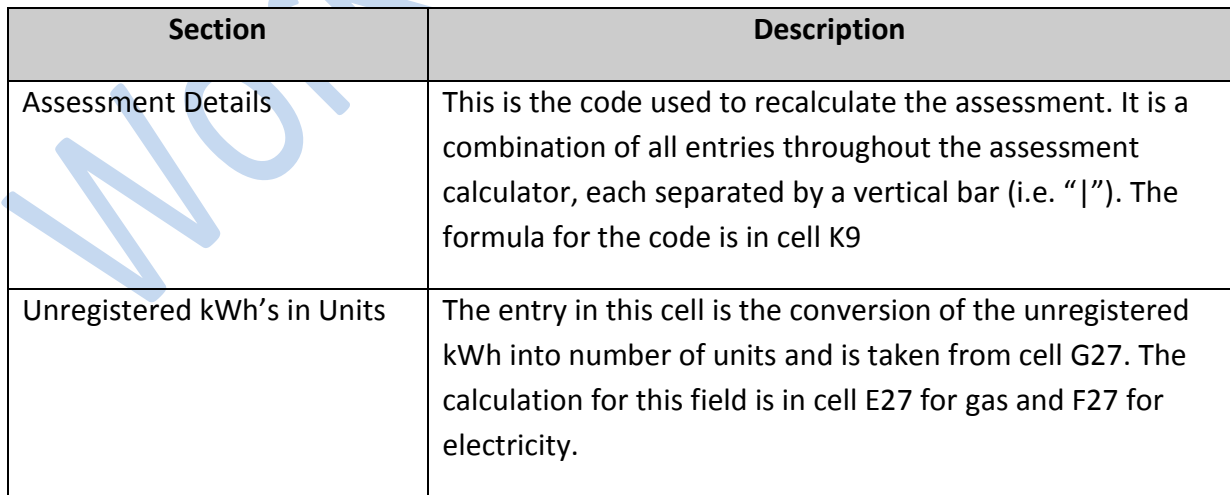 Section
Description
Assessment Details
This is the code used to recalculate the assessment. It is a
combination of all entries throughout the assessment
calculator, each separated by a vertical bar (i.e. “|”). The
formula for the code is in cell K9
Unregistered kWh’s in Units
The entry in this cell is the conversion of the unregistered
kWh into number of units and is taken from cell G27. The
calculation for this field is in cell E27 for gas and F27 for
electricity.